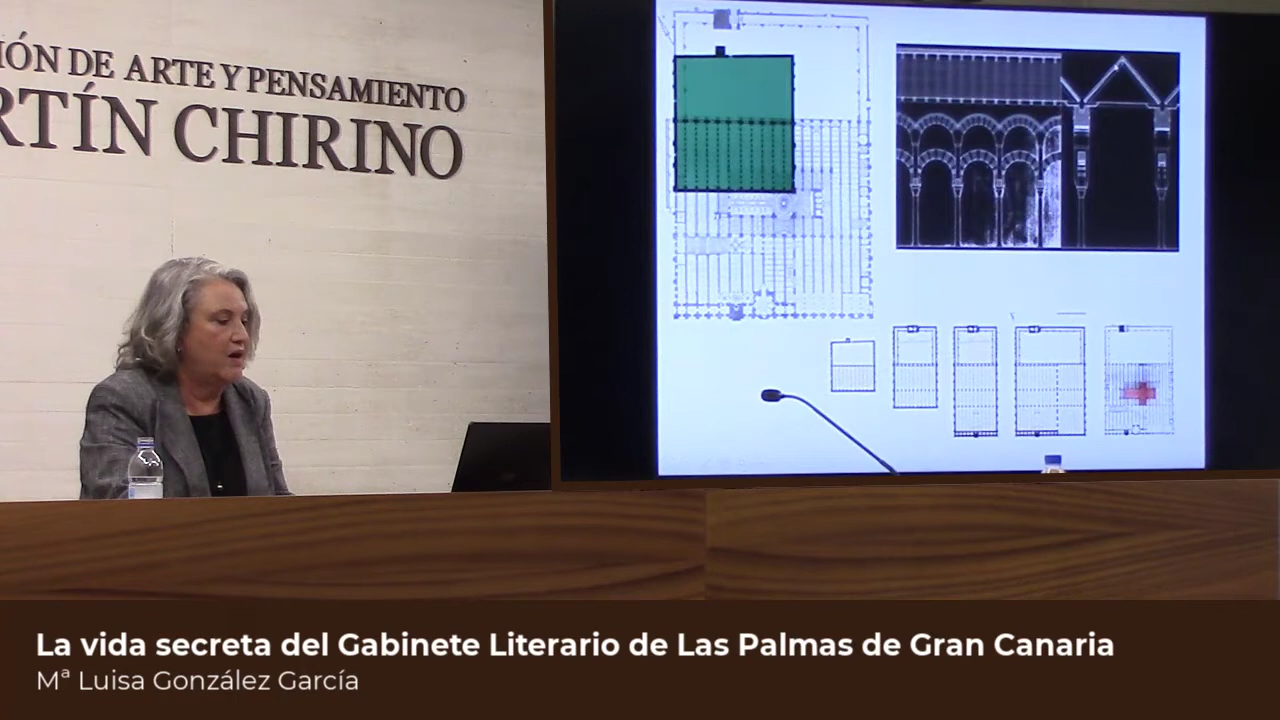 IÓN DE ARTE Y PENSAMIENTO
RTÍN CHIRINO
La vida secreta del Gabinete Literario de Las Palmas de Gran Canaria
Mª Luisa González García